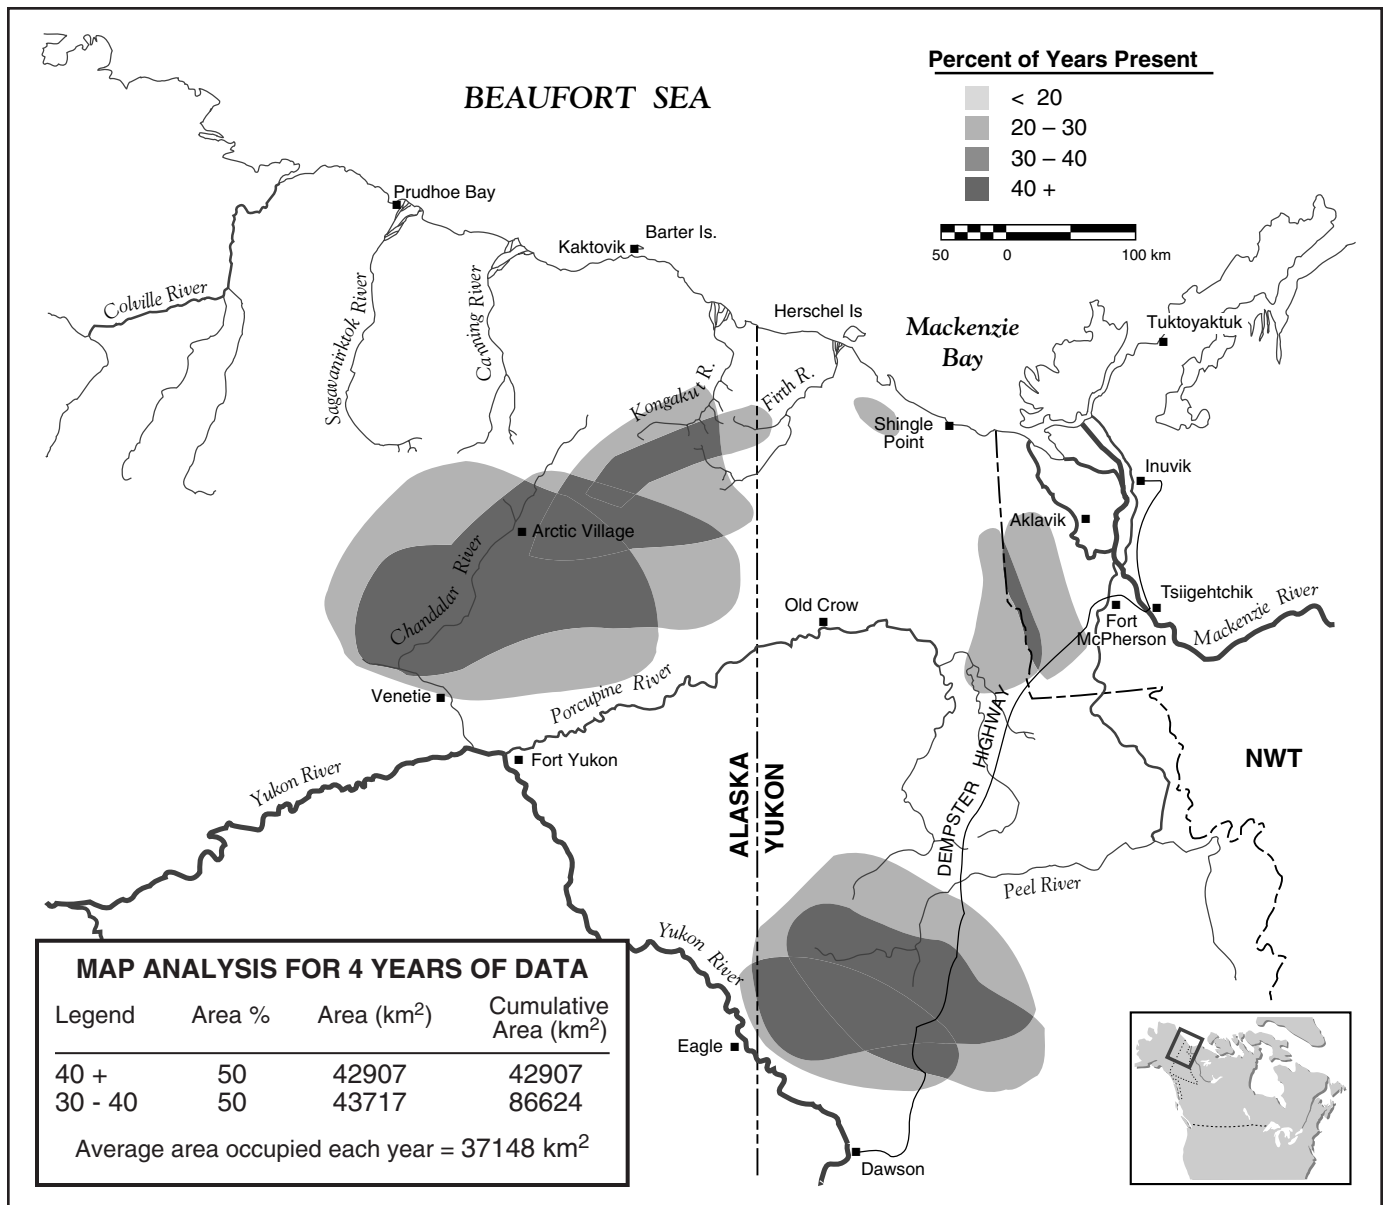 BEAUFORT SEA
Percent of Years Present
< 20
20 – 30
30 – 40
40 +
50 0 100 km
Prudhoe Bay
Barter Is.
Kaktovik
Colville River
Sagavanirktok River
Canning River
Herschel Is
Mackenzie
Bay
Tuktoyaktuk
Kongakut R.
Firth R.
Shingle
Point
Inuvik
Aklavik
Arctic Village
Chandalar River
Old Crow
Tsiigehtchik
Fort
McPherson
Mackenzie River
Venetie
Porcupine River
Fort Yukon
Yukon River
ALASKA
YUKON
DEMPSTER HIGHWAY
NWT
Peel River
Yukon River
Eagle
Dawson
MAP ANALYSIS FOR 4 YEARS OF DATA
Legend Area % Area (km²) Cumulative Area (km²)
40 + 50 42907 42907
30 - 40 50 43717 86624
Average area occupied each year = 37148 km²